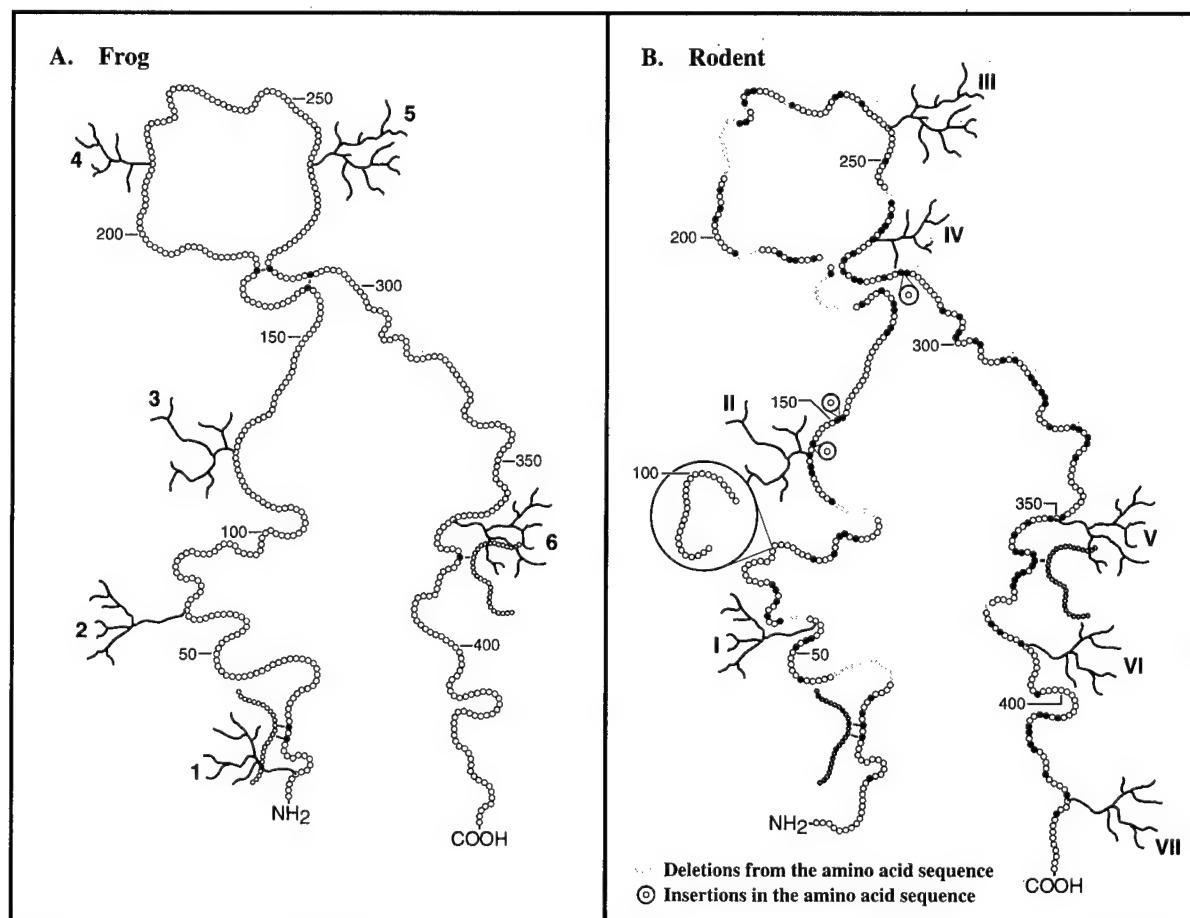 A. Frog
250
5
4
200
300
150
3
350
100
6
2
50
400
1
NH2
COOH
B. Rodent
III
250
200
IV
300
II
150
100
350
V
I
50
VI
400
NH2
VII
COOH
Deletions from the amino acid sequence
Insertions in the amino acid sequence